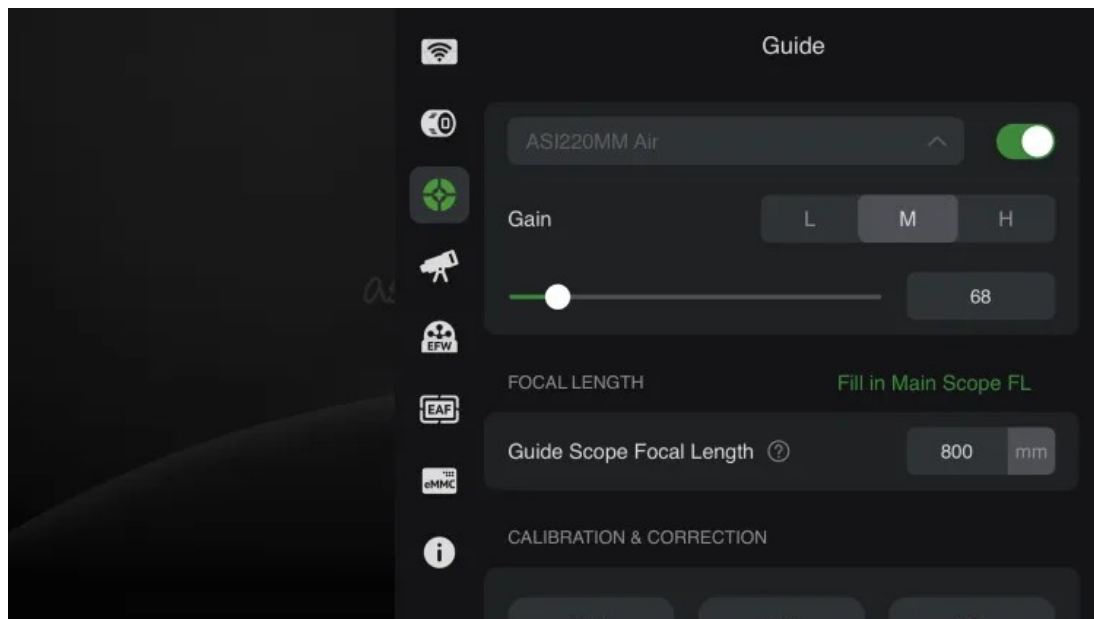 Guide
ASI220MM Air
Gain
L M H
68
EFW
FOCAL LENGTH
Fill in Main Scope FL
EAF
Guide Scope Focal Length ?
800 mm
eMMC
CALIBRATION & CORRECTION